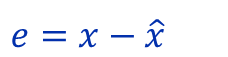 e = x − x̂